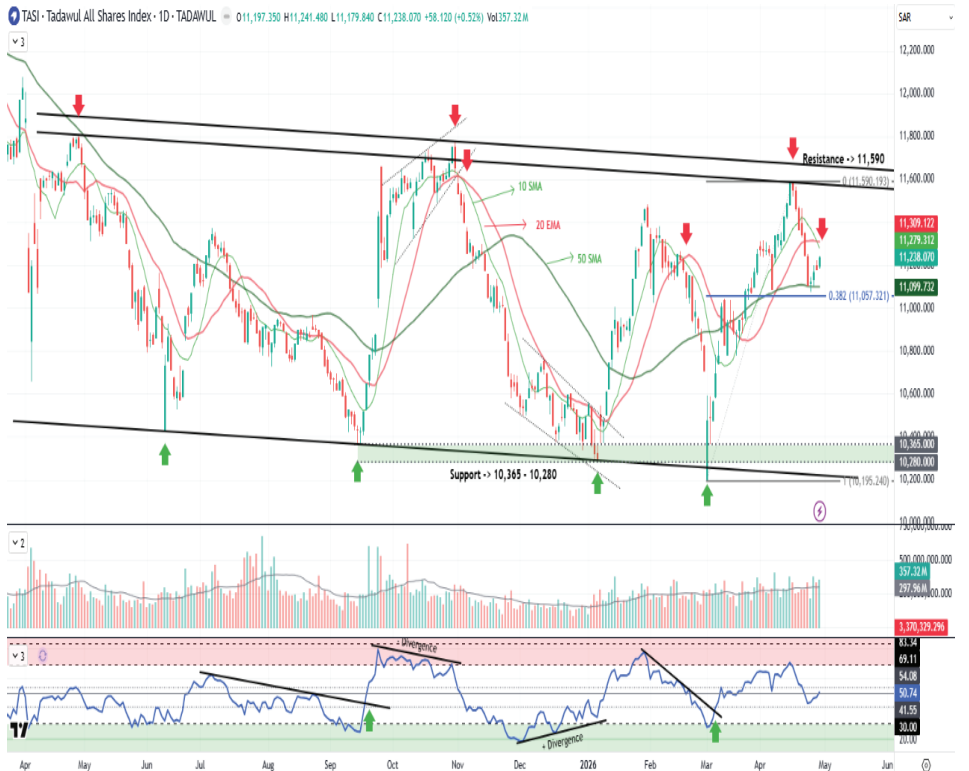 TASI · Tadawul All Shares Index · 1D · TADAWUL O11,197.350 H11,241.480 L11,179.840 C11,238.070 +58.120 (+0.52%) Vol357.32M
SAR
3
12,200.000
12,000.000
11,800.000
Resistance -> 11,590
11,600.000
0 (11,590.193)
10 SMA
20 EMA
11,309.122
11,279.312
50 SMA
11,238.070
11,099.732
0.382 (11,057.321)
11,000.000
10,800.000
10,600.000
10,400.000
10,365.000
10,280.000
Support -> 10,365 - 10,280
10,200.000
1 (10,195.240)
10,000.000
2
500,000,000.000
357.32M
297.96M
3,370,329.296
83.34
3
- Divergence
69.11
54.08
50.74
41.55
30.00
+ Divergence
20.00
Apr May Jun Jul Aug Sep Oct Nov Dec 2026 Feb Mar Apr May Jun